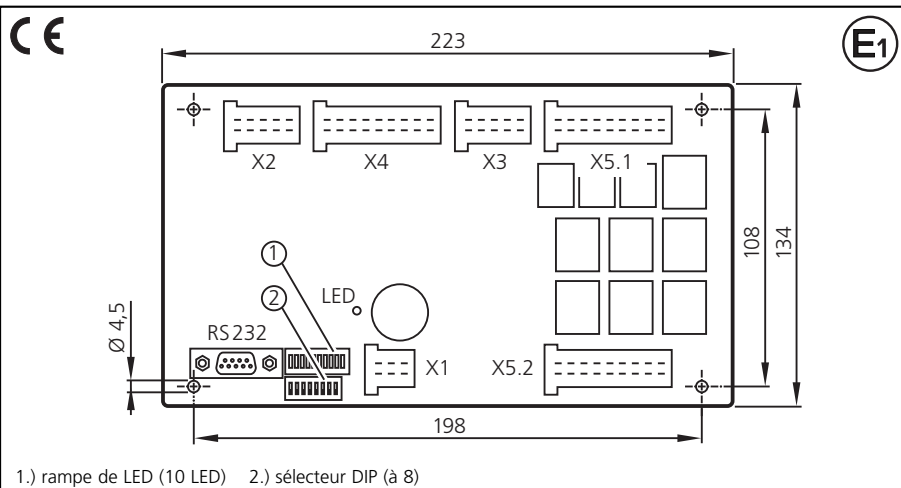 CE
223
E1
X2
X4
X3
X5.1
1
2
LED
RS232
X1
X5.2
Ø 4,5
108
134
198
1.) rampe de LED (10 LED) 2.) sélecteur DIP (à 8)